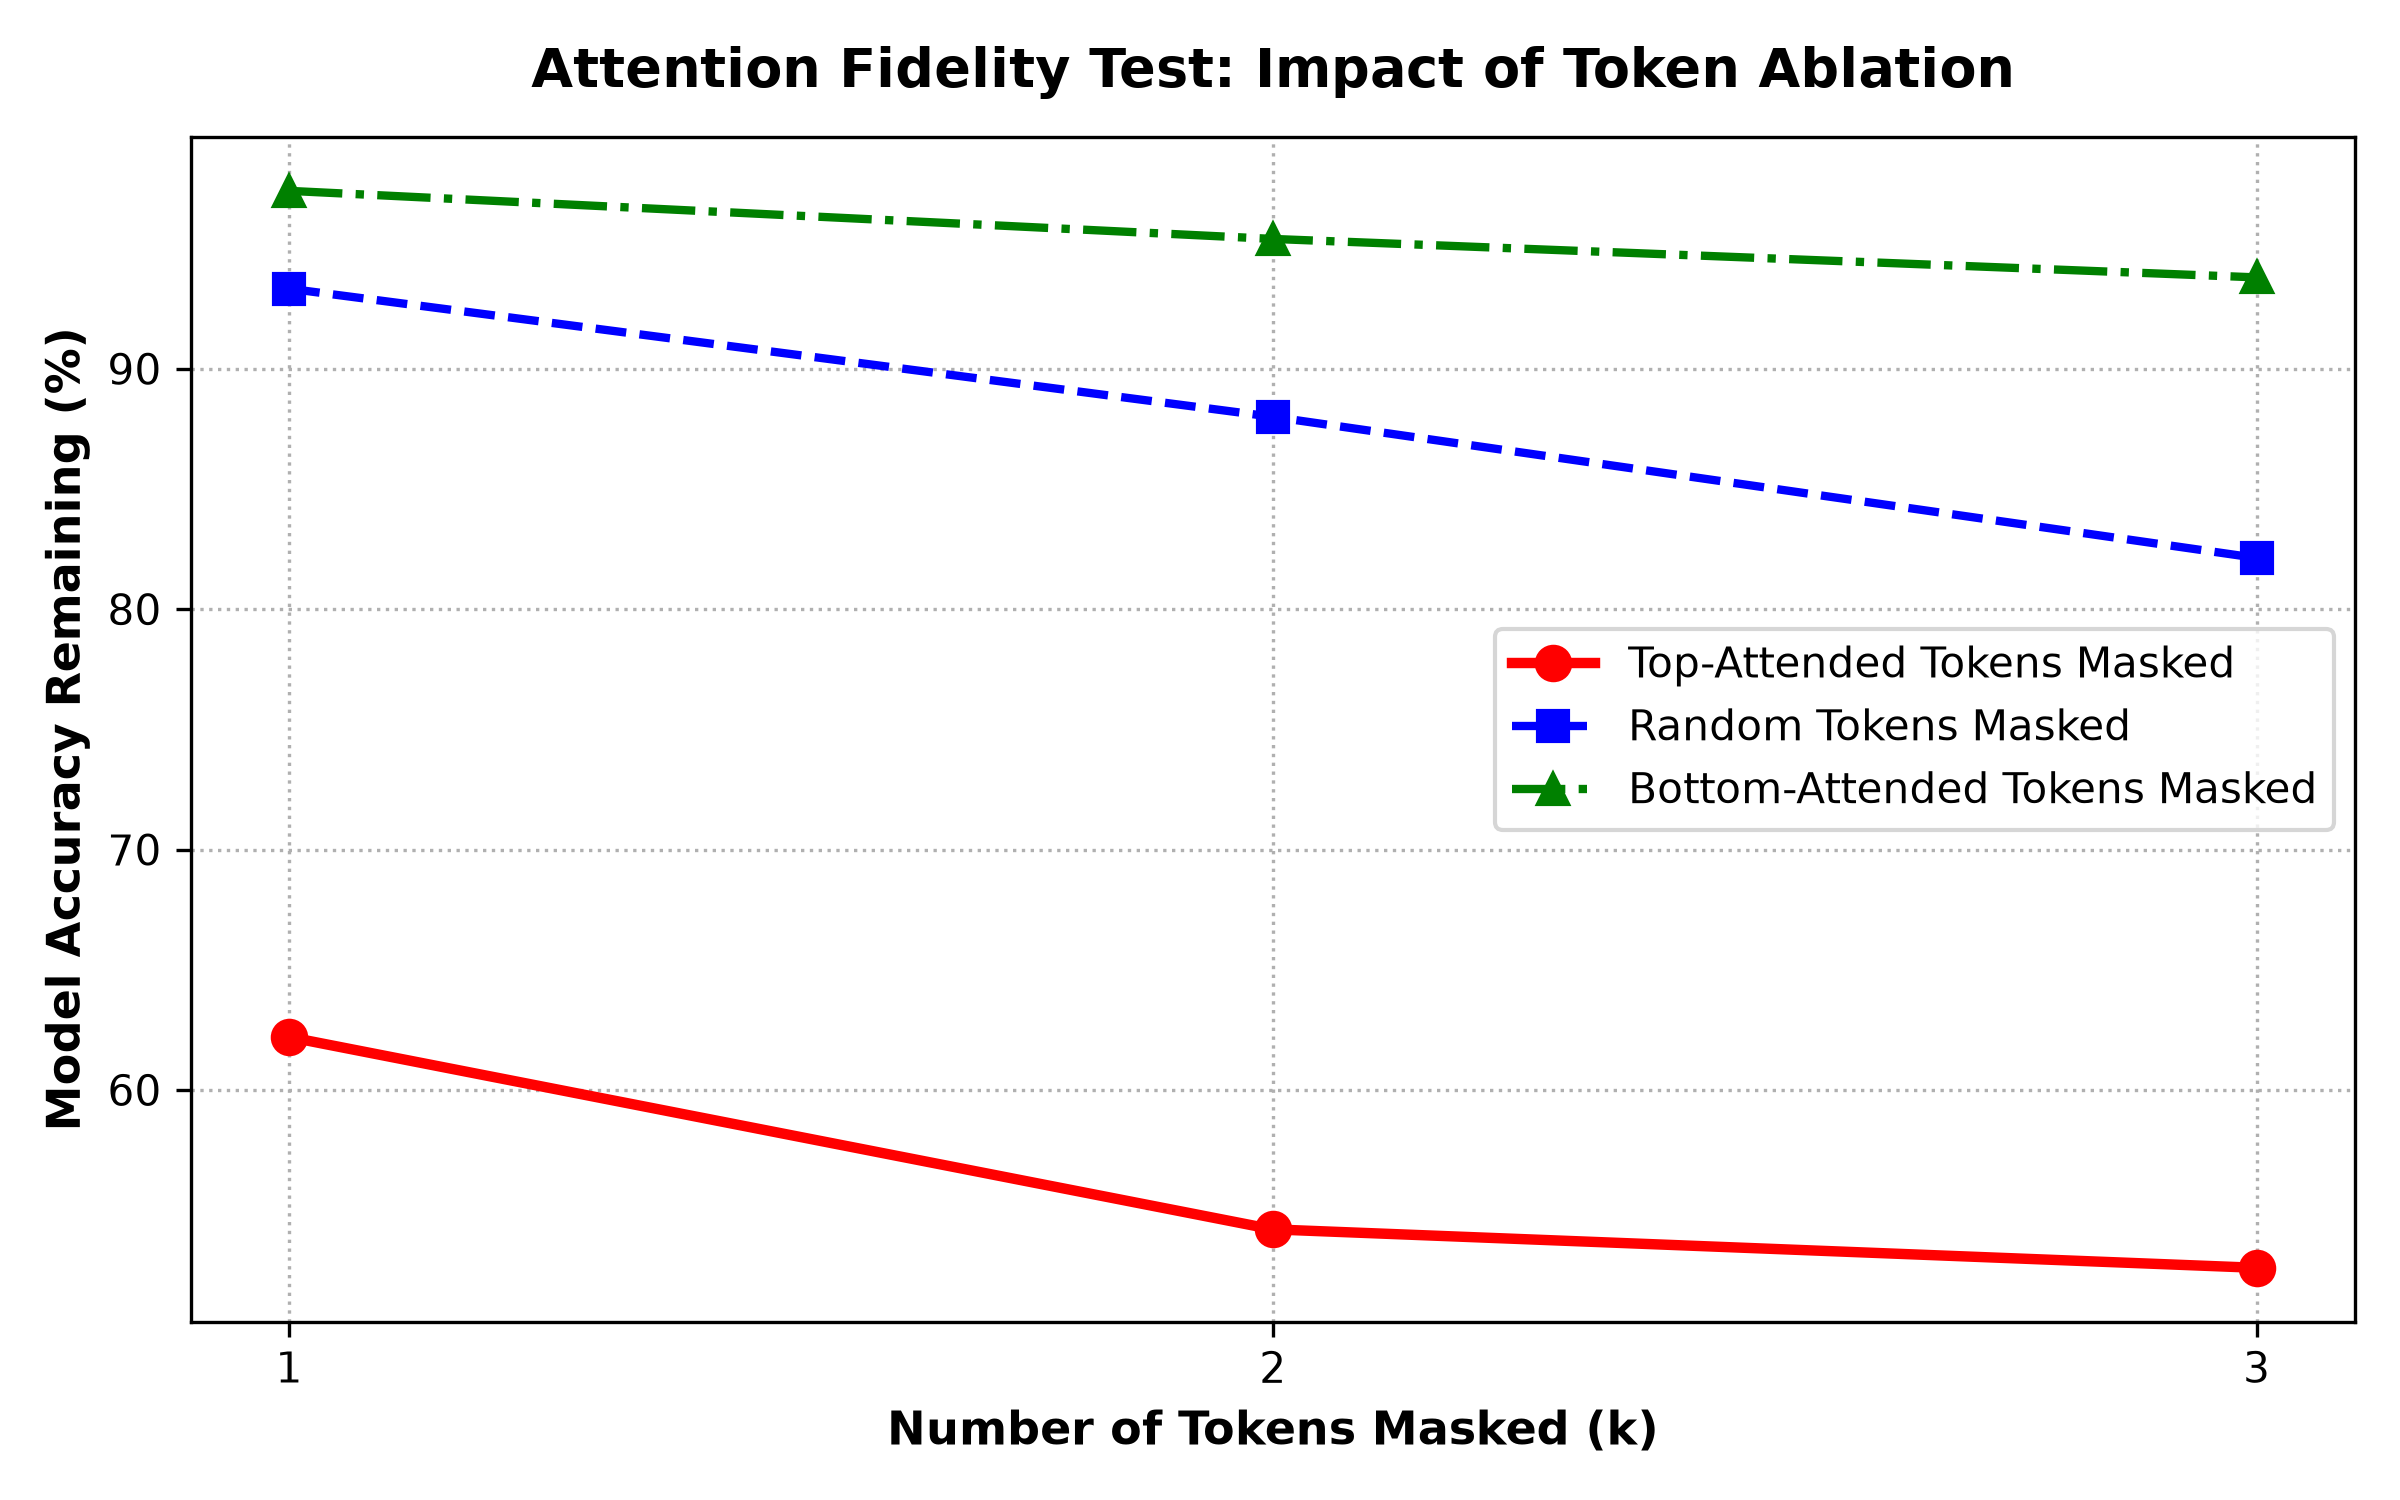 Attention Fidelity Test: Impact of Token Ablation
Model Accuracy Remaining (%)
90
80
70
60
Top-Attended Tokens Masked
Random Tokens Masked
Bottom-Attended Tokens Masked
1
2
3
Number of Tokens Masked (k)